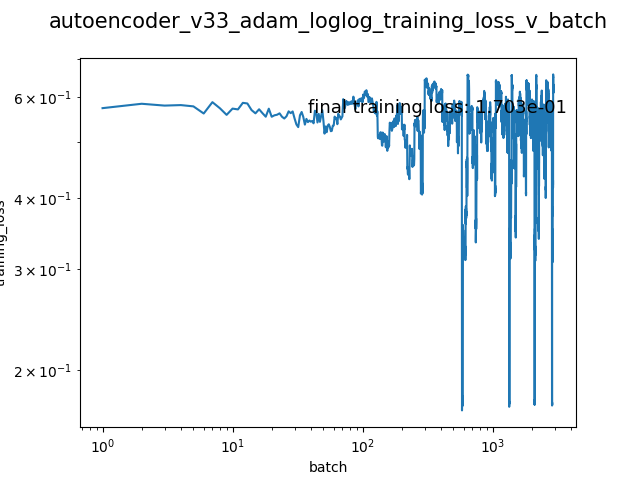 autoencoder_v33_adam_loglog_training_loss_v_batch
6 × 10⁻¹
final training loss: 1.703e-01
4 × 10⁻¹
3 × 10⁻¹
2 × 10⁻¹
training_loss
10⁰ 10¹ 10² 10³
batch